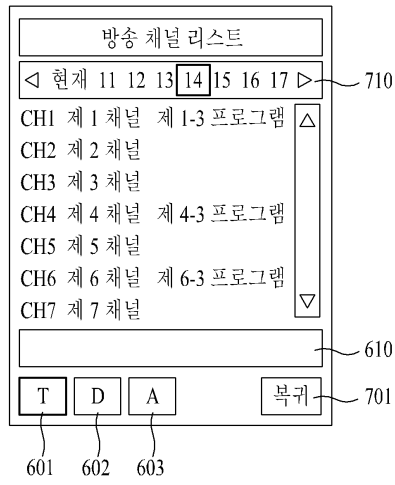 방송 채널 리스트
◁ 현재 11 12 13 14 15 16 17 ▷ 710
CH1 제 1 채널 제 1-3 프로그램 △
CH2 제 2 채널
CH3 제 3 채널
CH4 제 4 채널 제 4-3 프로그램
CH5 제 5 채널
CH6 제 6 채널 제 6-3 프로그램
CH7 제 7 채널 ▽
610
T D A 복귀 701
601 602 603